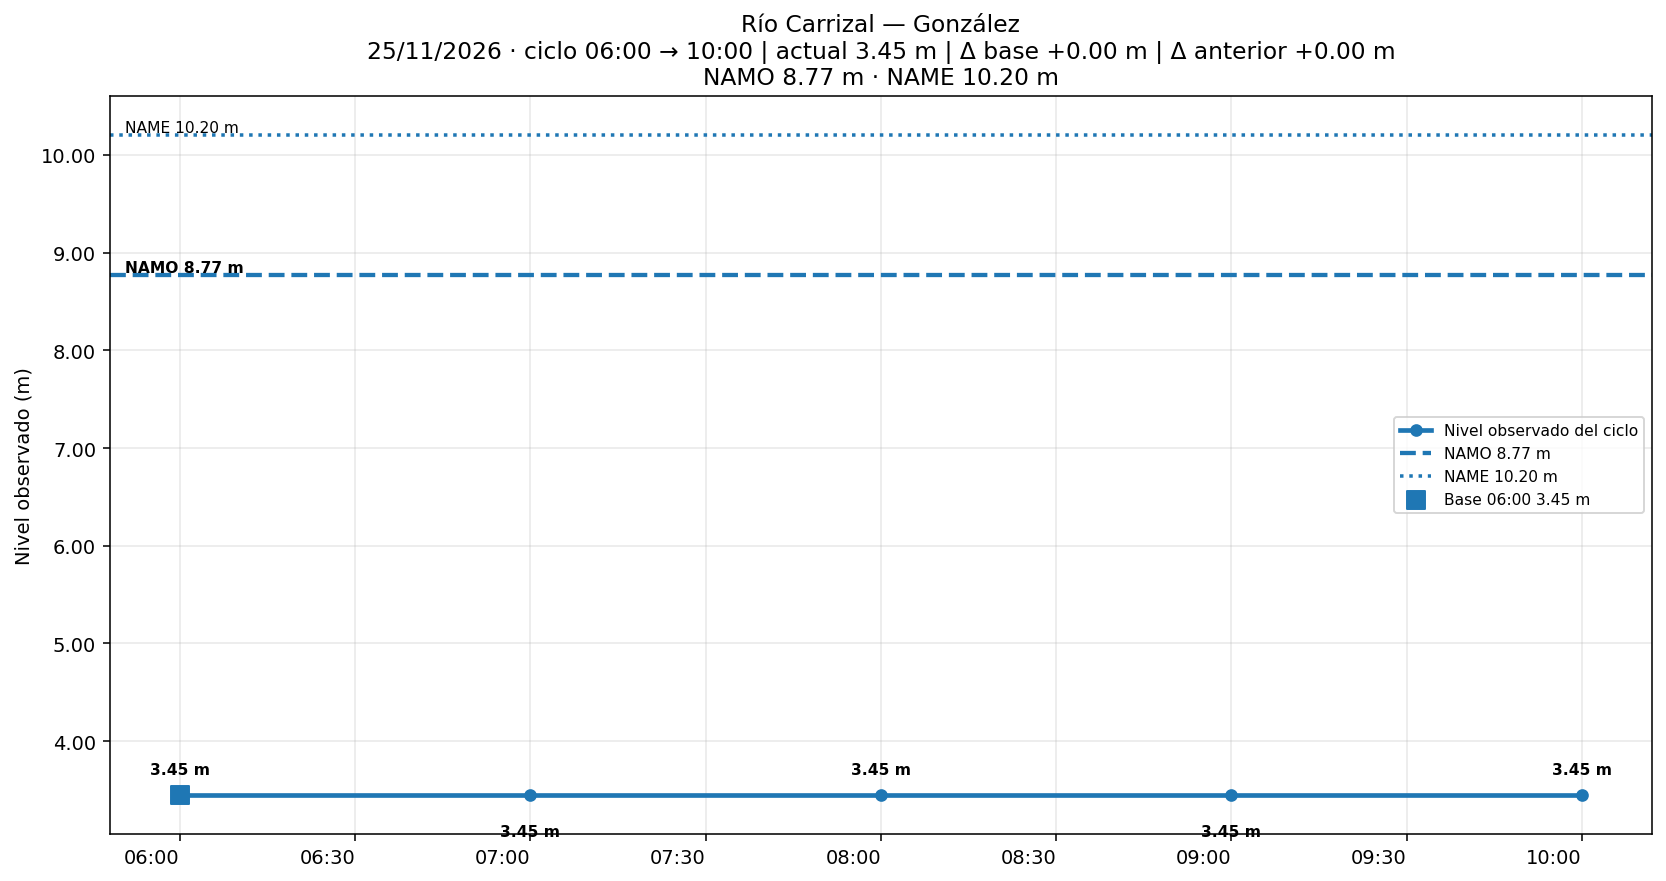 Río Carrizal — González
25/11/2026 · ciclo 06:00 → 10:00 | actual 3.45 m | Δ base +0.00 m | Δ anterior +0.00 m
NAMO 8.77 m · NAME 10.20 m
NAME 10.20 m
10.00
NAMO 8.77 m
9.00
8.00
Nivel observado (m)
7.00
6.00
5.00
4.00
Nivel observado del ciclo
NAMO 8.77 m
NAME 10.20 m
Base 06:00 3.45 m
3.45 m
3.45 m
3.45 m
3.45 m
3.45 m
06:00
06:30
07:00
07:30
08:00
08:30
09:00
09:30
10:00